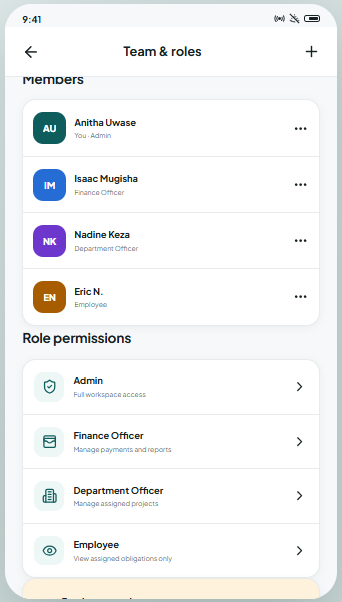 9:41
Team & roles
Members
AU
Anitha Uwase
You · Admin
IM
Isaac Mugisha
Finance Officer
NK
Nadine Keza
Department Officer
EN
Eric N.
Employee
Role permissions
Admin
Full workspace access
Finance Officer
Manage payments and reports
Department Officer
Manage assigned projects
Employee
View assigned obligations only